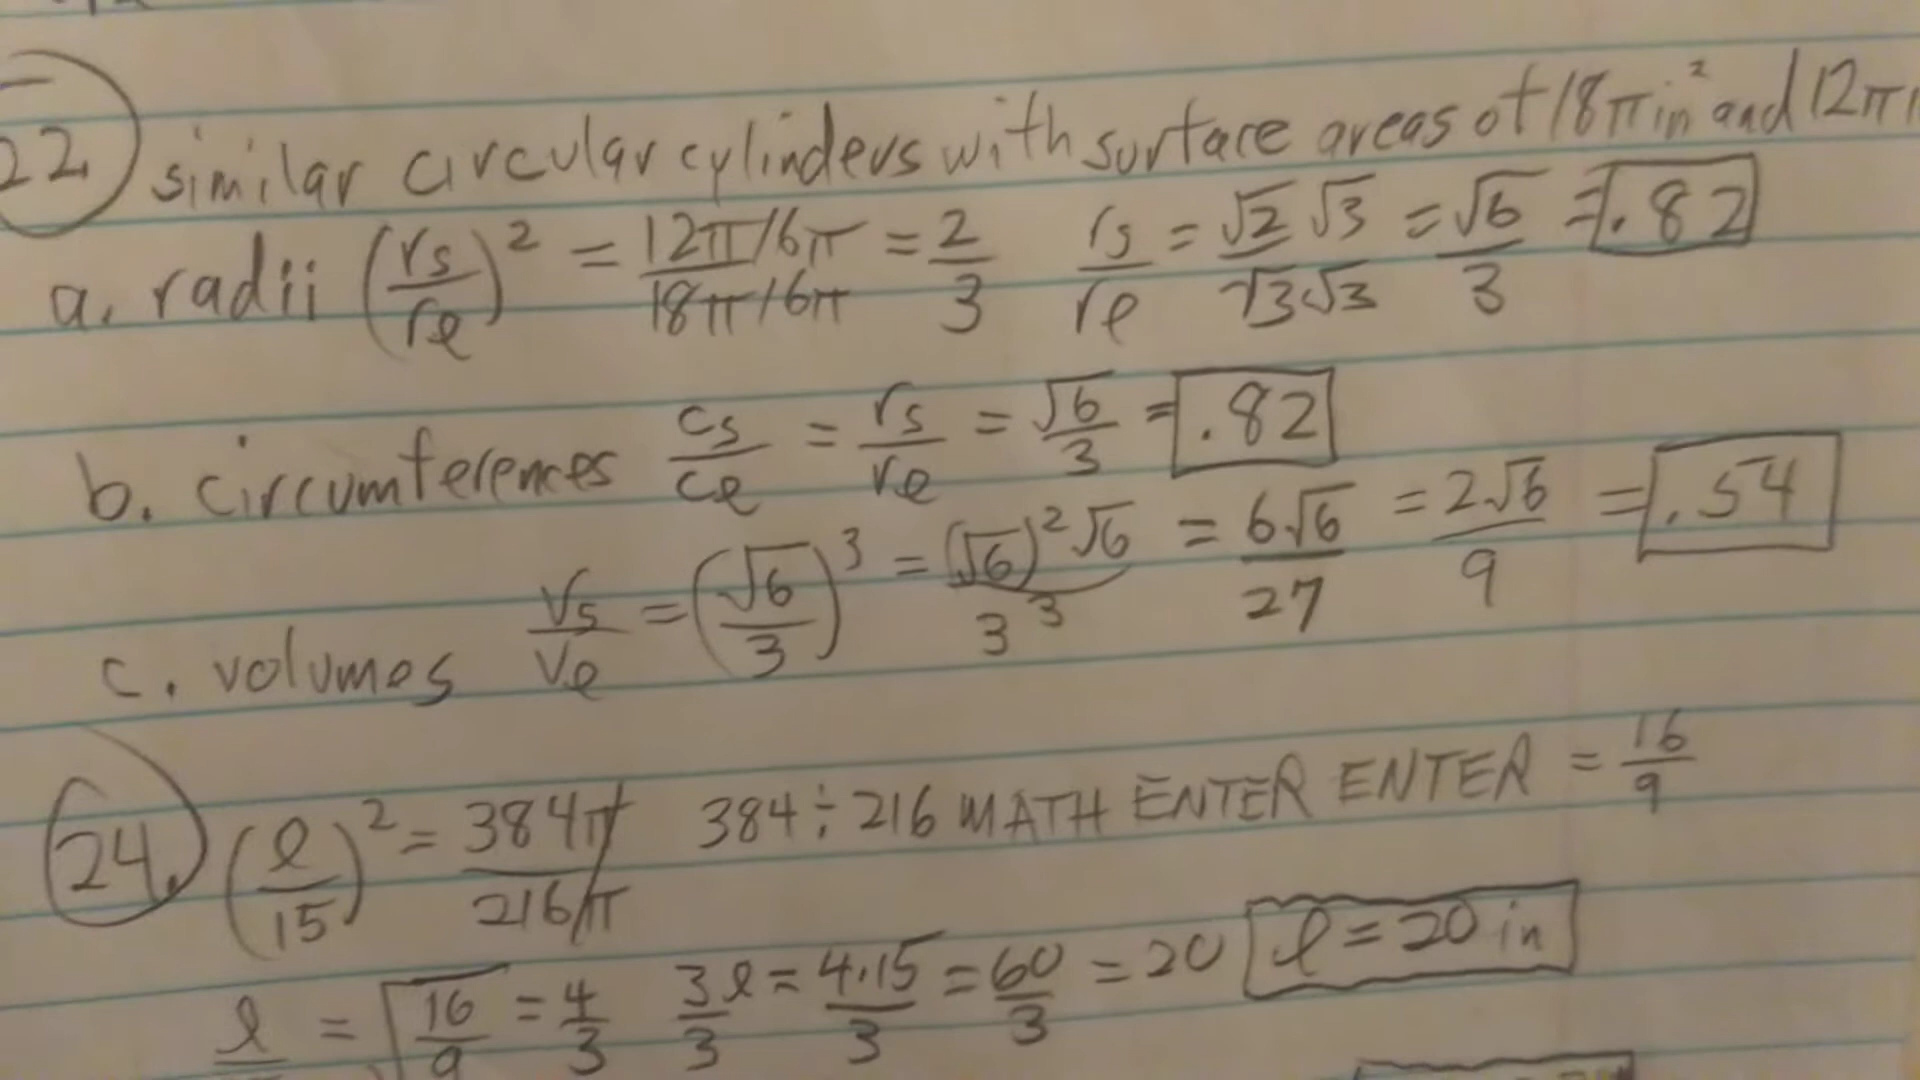 22. similar circular cylinders with surface areas of 18π in² and 12π
a. radii (rs/rl)² = 12π/6π / 18π/6π = 2/3 rs/rl = √2 √3 / √3 √3 = √6/3 = .82
b. circumferences cs/cl = rs/rl = √6/3 = .82
c. volumes Vs/Vl = (√6/3)³ = (√6)²√6 / 3³ = 6√6/27 = 2√6/9 = .54
24. (l/15)² = 384π/216π 384÷216 MATH ENTER ENTER = 16/9
l = √16/9 = 4/3 3l/3 = 4·15/3 = 60/3 = 20 l = 20 in